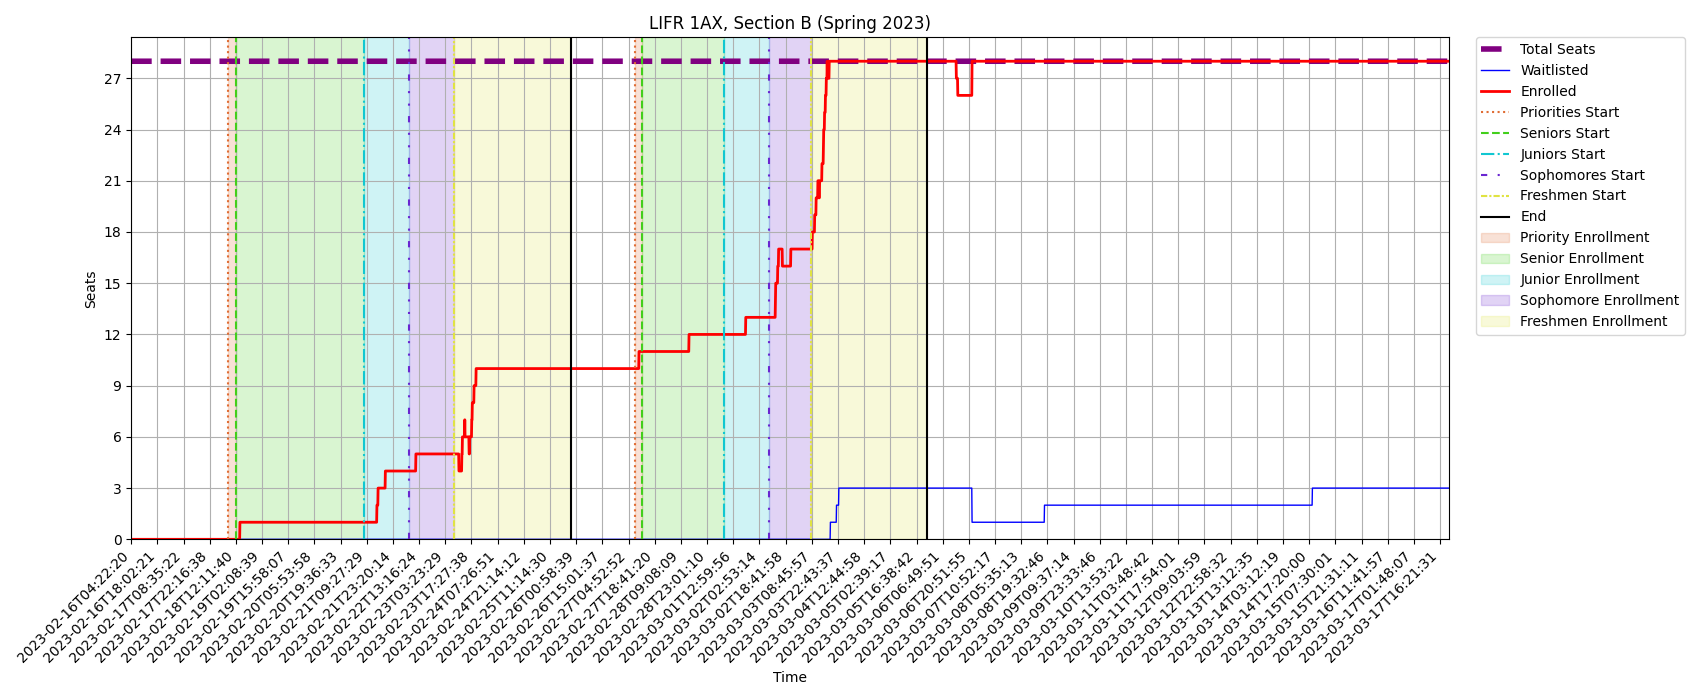 LIFR 1AX, Section B (Spring 2023)
Total Seats
Waitlisted
Enrolled
Priorities Start
Seniors Start
Juniors Start
Sophomores Start
Freshmen Start
End
Priority Enrollment
Senior Enrollment
Junior Enrollment
Sophomore Enrollment
Freshmen Enrollment
Seats
27
24
21
18
15
12
9
6
3
0
2023-02-16T04:22:20
2023-02-16T18:02:21
2023-02-17T08:35:22
2023-02-17T22:16:38
2023-02-18T12:11:40
2023-02-19T02:08:39
2023-02-19T15:58:07
2023-02-20T05:53:58
2023-02-20T19:36:33
2023-02-21T09:27:29
2023-02-21T23:20:14
2023-02-22T13:16:24
2023-02-23T03:23:29
2023-02-23T17:27:38
2023-02-24T07:26:51
2023-02-24T21:14:12
2023-02-25T11:14:30
2023-02-26T00:58:39
2023-02-26T15:01:37
2023-02-27T04:52:52
2023-02-27T18:41:20
2023-02-28T09:08:09
2023-02-28T23:01:10
2023-03-01T12:59:56
2023-03-02T02:53:14
2023-03-02T18:41:58
2023-03-03T08:45:57
2023-03-03T22:43:37
2023-03-04T12:44:58
2023-03-05T02:39:17
2023-03-05T16:38:42
2023-03-06T06:49:51
2023-03-06T20:51:55
2023-03-07T10:52:17
2023-03-08T05:35:13
2023-03-08T19:32:46
2023-03-09T09:37:14
2023-03-09T23:33:46
2023-03-10T13:53:22
2023-03-11T03:48:42
2023-03-11T17:54:01
2023-03-12T09:03:59
2023-03-12T22:58:32
2023-03-13T13:12:35
2023-03-14T03:12:19
2023-03-14T17:20:00
2023-03-15T07:30:01
2023-03-15T21:31:11
2023-03-16T11:41:57
2023-03-17T01:48:07
2023-03-17T16:21:31
Time